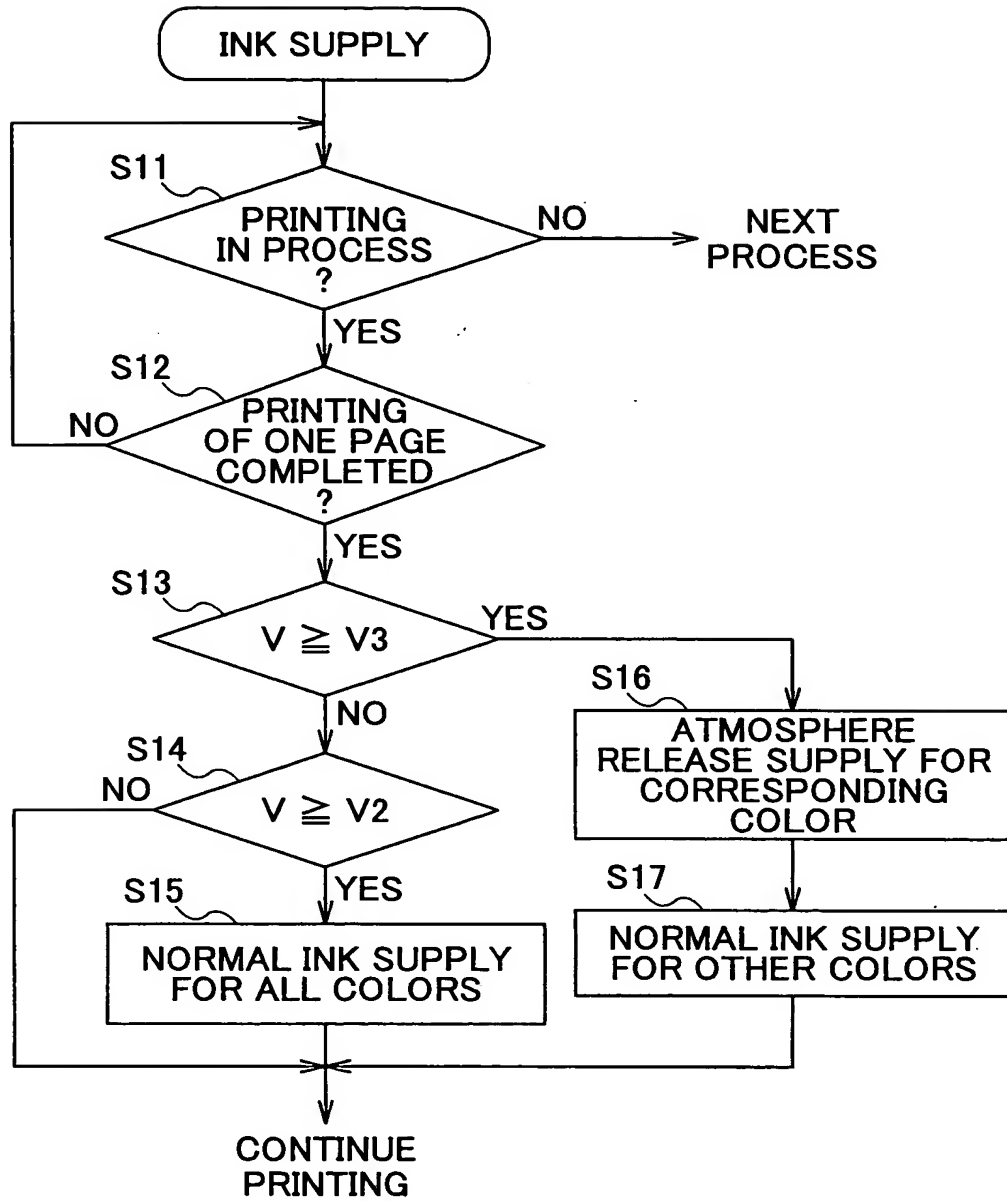 INK SUPPLY
S11
PRINTING
IN PROCESS
?
NO
NEXT
PROCESS
YES
S12
PRINTING
OF ONE PAGE
COMPLETED
?
NO
YES
S13
V ≧ V3
YES
NO
S16
ATMOSPHERE
RELEASE SUPPLY FOR
CORRESPONDING
COLOR
S14
V ≧ V2
NO
YES
S15
NORMAL INK SUPPLY
FOR ALL COLORS
S17
NORMAL INK SUPPLY
FOR OTHER COLORS
CONTINUE
PRINTING